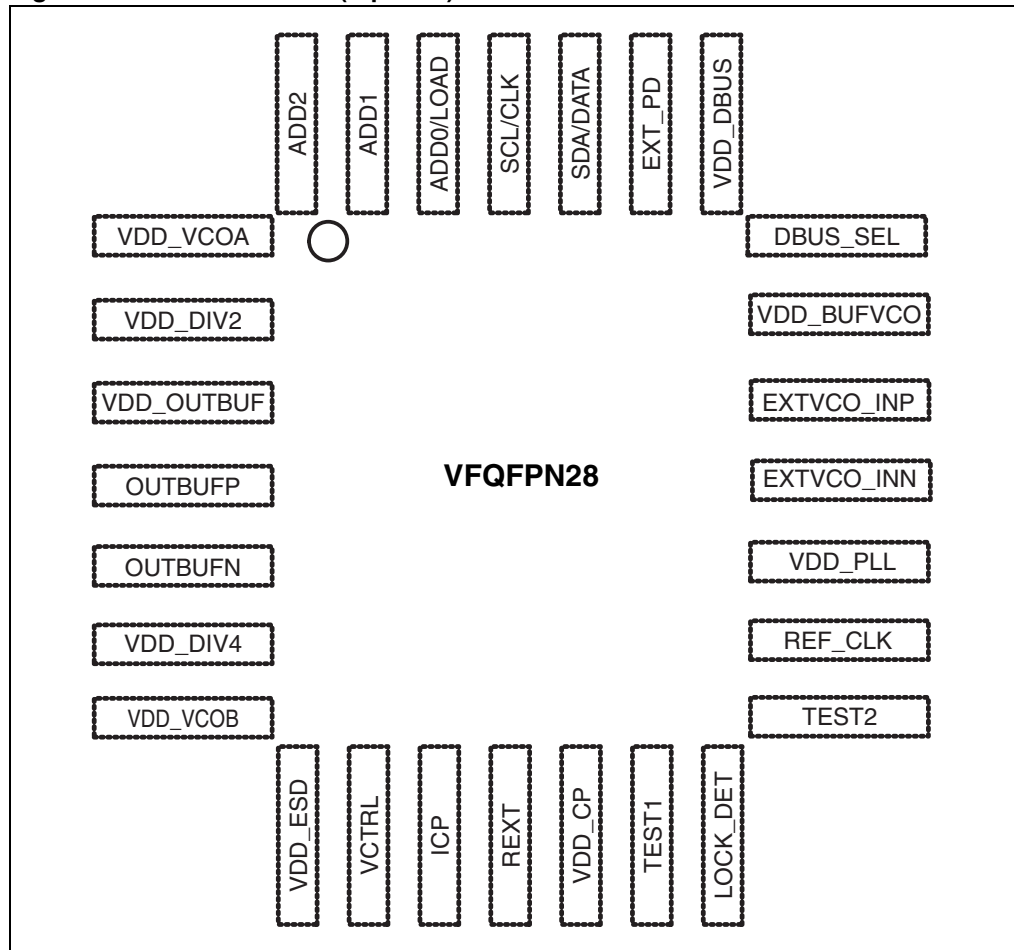 ADD2
ADD1
ADD0/LOAD
SCL/CLK
SDA/DATA
EXT_PD
VDD_DBUS
VDD_VCOA
DBUS_SEL
VDD_DIV2
VDD_BUFVCO
VDD_OUTBUF
EXTVCO_INP
OUTBUFP
VFQFPN28
EXTVCO_INN
OUTBUFN
VDD_PLL
VDD_DIV4
REF_CLK
VDD_VCOB
TEST2
VDD_ESD
VCTRL
ICP
REXT
VDD_CP
TEST1
LOCK_DET